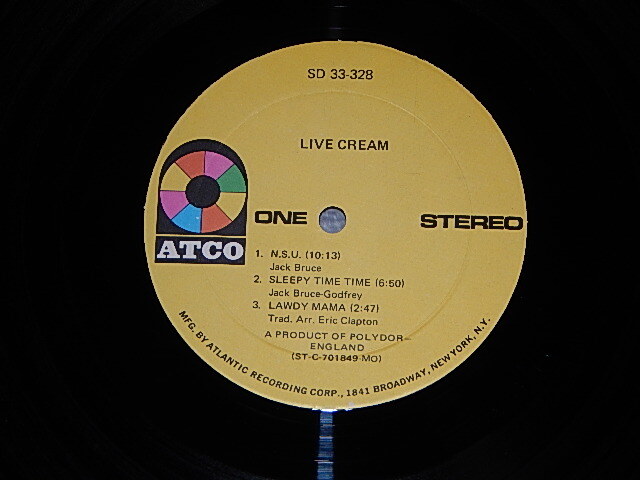 SD 33-328
LIVE CREAM
ATCO
ONE
STEREO
1. N.S.U. (10:13)
Jack Bruce
2. SLEEPY TIME TIME (6:50)
Jack Bruce-Godfrey
3. LAWDY MAMA (2:47)
Trad. Arr. Eric Clapton
A PRODUCT OF POLYDOR-
ENGLAND
(ST-C-701849-MO)
MFG. BY ATLANTIC RECORDING CORP., 1841 BROADWAY, NEW YORK, N.Y.